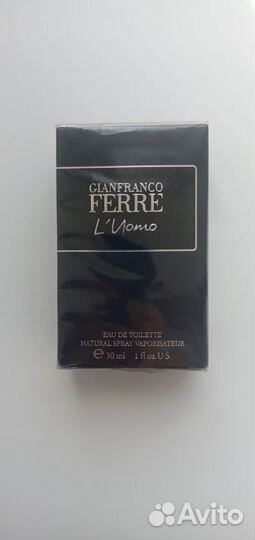 GIANFRANCO
FERRE
L'Uomo
EAU DE TOILETTE
NATURAL SPRAY VAPORISATEUR
e 30 ml 1 fl.oz.U.S.
Avito